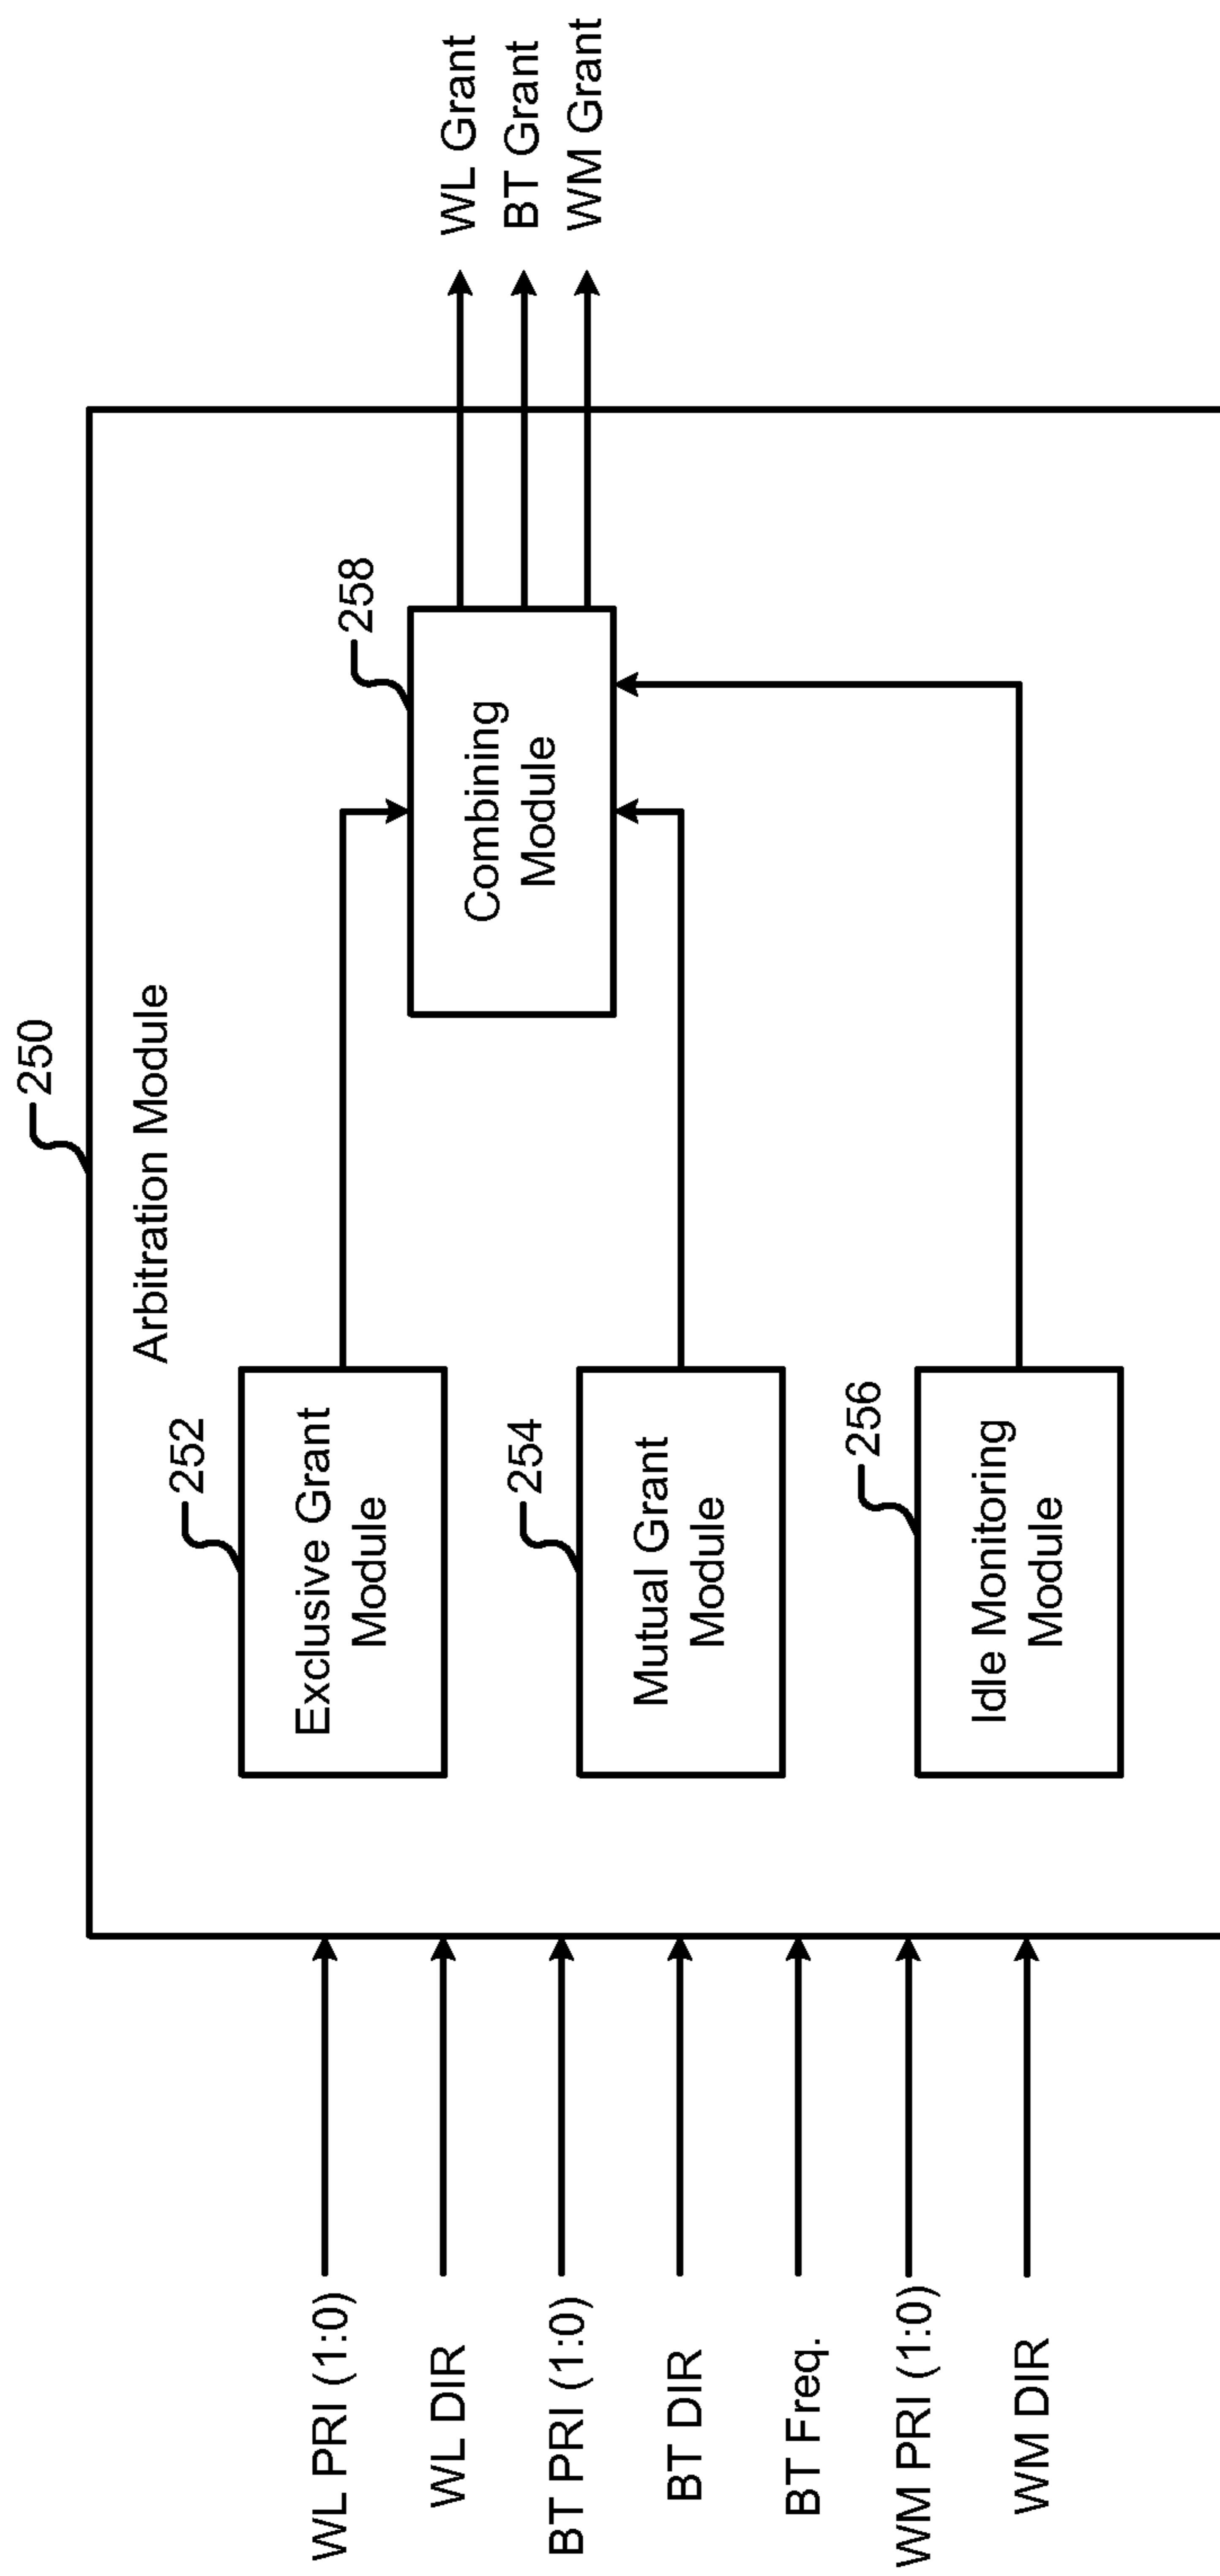 250
Arbitration Module
WL PRI (1:0)
WL DIR
BT PRI (1:0)
BT DIR
BT Freq.
WM PRI (1:0)
WM DIR
252
Exclusive Grant
Module
254
Mutual Grant
Module
256
Idle Monitoring
Module
258
Combining
Module
WL Grant
BT Grant
WM Grant